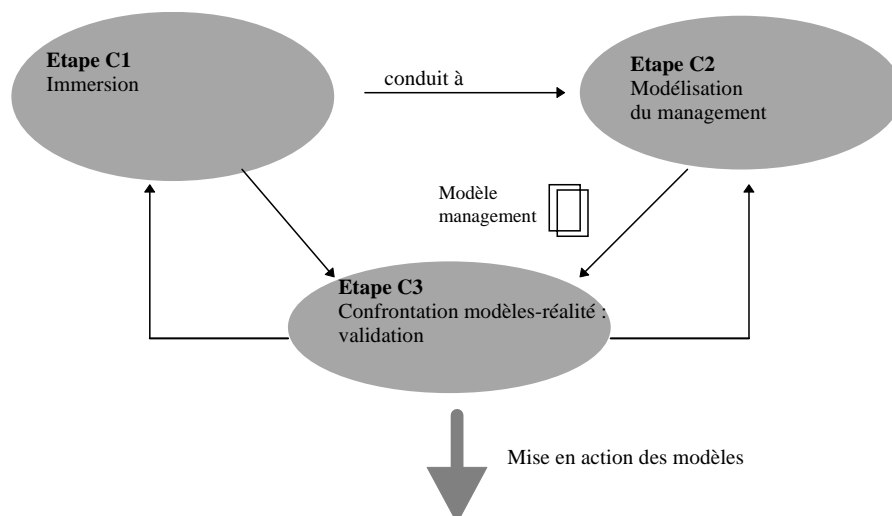 Etape C1
Immersion
conduit à
Etape C2
Modélisation
du management
Modèle
management
Etape C3
Confrontation modèles-réalité :
validation
Mise en action des modèles